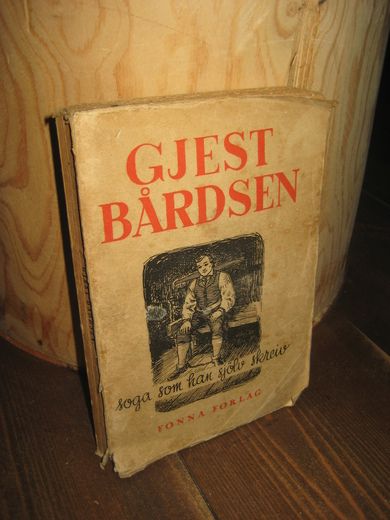 GJEST
BÅRDSEN
soga som han sjølv skreiv
FONNA FORLAG